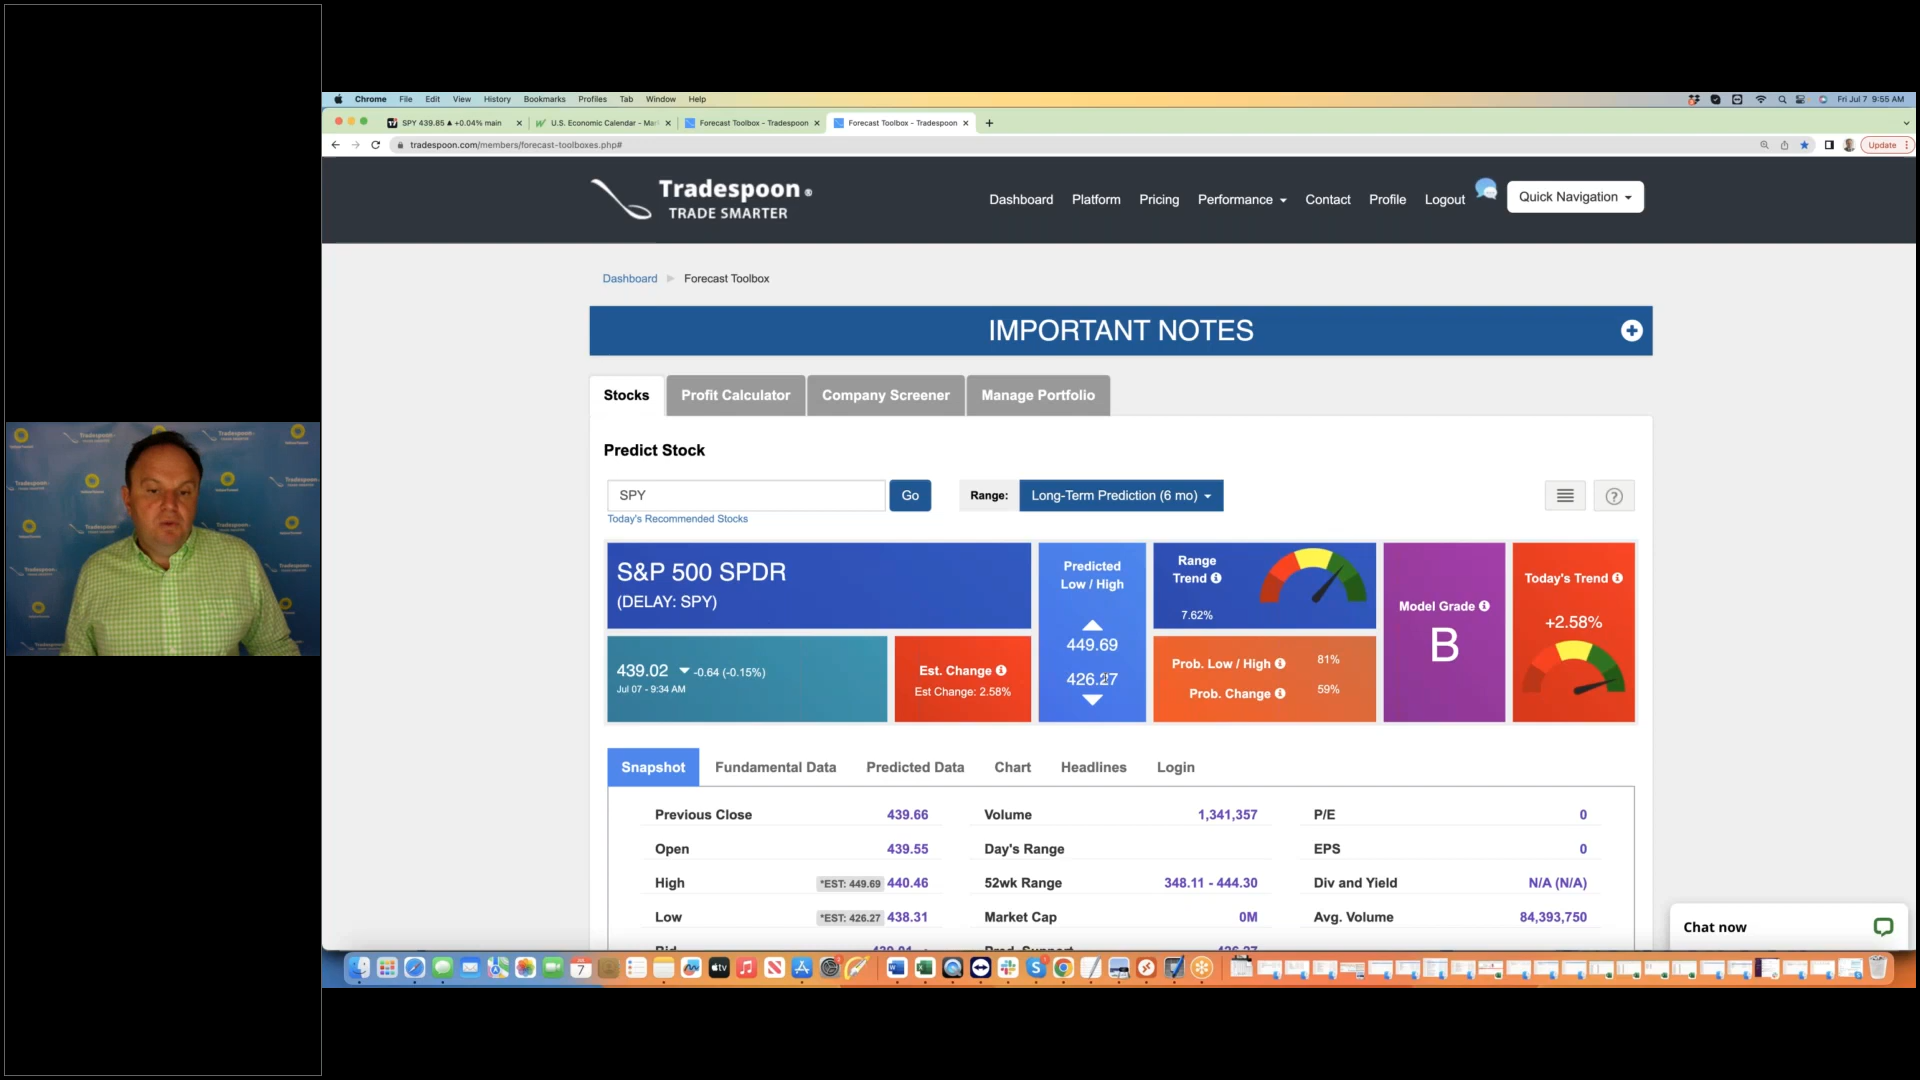 Chrome File Edit View History Bookmarks Profiles Tab Window Help
Fri Jul 7 9:55 AM
SPY 439.85 ▲ +0.04% main
U.S. Economic Calendar - Mar
Forecast Toolbox - Tradespoon
Forecast Toolbox - Tradespoon
tradespoon.com/members/forecast-toolboxes.php#
Update
Tradespoon®
TRADE SMARTER
Dashboard Platform Pricing Performance Contact Profile Logout
Quick Navigation
Dashboard Forecast Toolbox
IMPORTANT NOTES
Stocks Profit Calculator Company Screener Manage Portfolio
Predict Stock
SPY
Go
Range:
Long-Term Prediction (6 mo)
Today's Recommended Stocks
S&P 500 SPDR
(DELAY: SPY)
439.02 -0.64 (-0.15%)
Jul 07 - 9:34 AM
Est. Change
Est Change: 2.58%
Predicted
Low / High
449.69
426.27
Range
Trend
7.62%
Prob. Low / High 81%
Prob. Change 59%
Model Grade
B
Today's Trend
+2.58%
Snapshot Fundamental Data Predicted Data Chart Headlines Login
Previous Close 439.66 Volume 1,341,357 P/E 0
Open 439.55 Day's Range EPS 0
High *EST: 449.69 440.46 52wk Range 348.11 - 444.30 Div and Yield N/A (N/A)
Low *EST: 426.27 438.31 Market Cap 0M Avg. Volume 84,393,750
Chat now